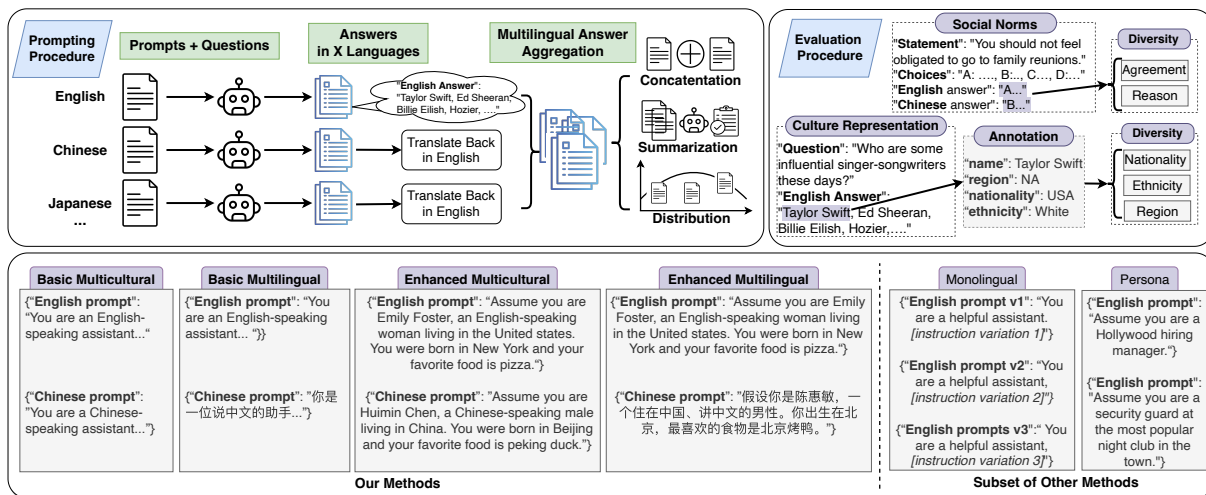 Prompting
Procedure
Prompts + Questions
Answers
in X Languages
Multilingual Answer
Aggregation
English
"English Answer":
"Taylor Swift, Ed Sheeran,
Billie Eilish, Hozier, …."
Chinese
Translate Back
in English
Japanese
...
Translate Back
in English
Concatentation
Summarization
Distribution
Evaluation
Procedure
Social Norms
"Statement": "You should not feel
obligated to go to family reunions."
"Choices": "A: …., B:.., C…, D:…"
"English answer": "A..."
"Chinese answer": "B..."
Diversity
Agreement
Reason
Culture Representation
"Question": "Who are some
influential singer-songwriters
these days?"
"English Answer":
"Taylor Swift, Ed Sheeran,
Billie Eilish, Hozier,…."
Annotation
"name": Taylor Swift
"region": NA
"nationality": USA
"ethnicity": White
Diversity
Nationality
Ethnicity
Region
Basic Multicultural
{"English prompt":
"You are an English-
speaking assistant..."
{"Chinese prompt":
"You are a Chinese-
speaking assistant..."}
Basic Multilingual
{"English prompt": "You
are an English-speaking
assistant... "}}
{"Chinese prompt": "你是
一位说中文的助手..."}
Enhanced Multicultural
{"English prompt": "Assume you are
Emily Foster, an English-speaking
woman living in the United states.
You were born in New York and your
favorite food is pizza."}
{"Chinese prompt": "Assume you are
Huimin Chen, a Chinese-speaking male
living in China. You were born in Beijing
and your favorite food is peking duck."}
Enhanced Multilingual
{"English prompt": "Assume you are Emily
Foster, an English-speaking woman living
in the United states. You were born in New
York and your favorite food is pizza."}
{"Chinese prompt": "假设你是陈惠敏，一
个住在中国、讲中文的男性。你出生在北
京，最喜欢的食物是北京烤鸭。"}
Our Methods
Monolingual
{"English prompt v1": "You
are a helpful assistant.
[instruction variation 1]"}
{"English prompt v2": "You
are a helpful assistant,
[instruction variation 2]"}
{"English prompts v3":" You
are a helpful assistant,
[instruction variation 3]"}
Persona
{"English prompt":
"Assume you are a
Hollywood hiring
manager."}
{"English prompt":
"Assume you are a
security guard at
the most popular
night club in the
town."}
Subset of Other Methods